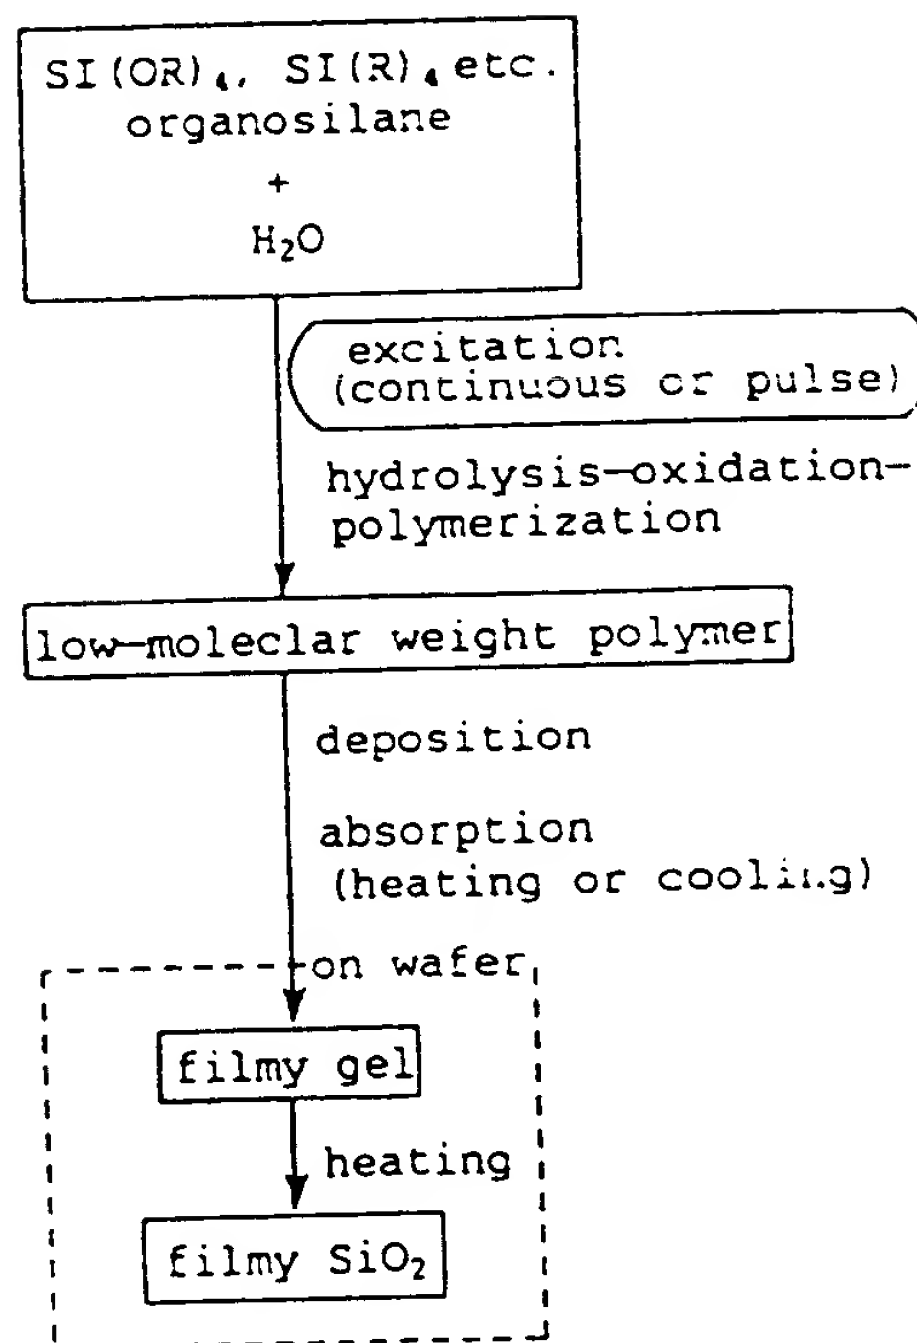 SI(OR)₄, SI(R)₄ etc.
organosilane
+
H₂O
excitation
(continuous or pulse)
hydrolysis-oxidation-
polymerization
low-moleclar weight polymer
deposition
absorption
(heating or cooling)
on wafer
filmy gel
heating
filmy SiO₂